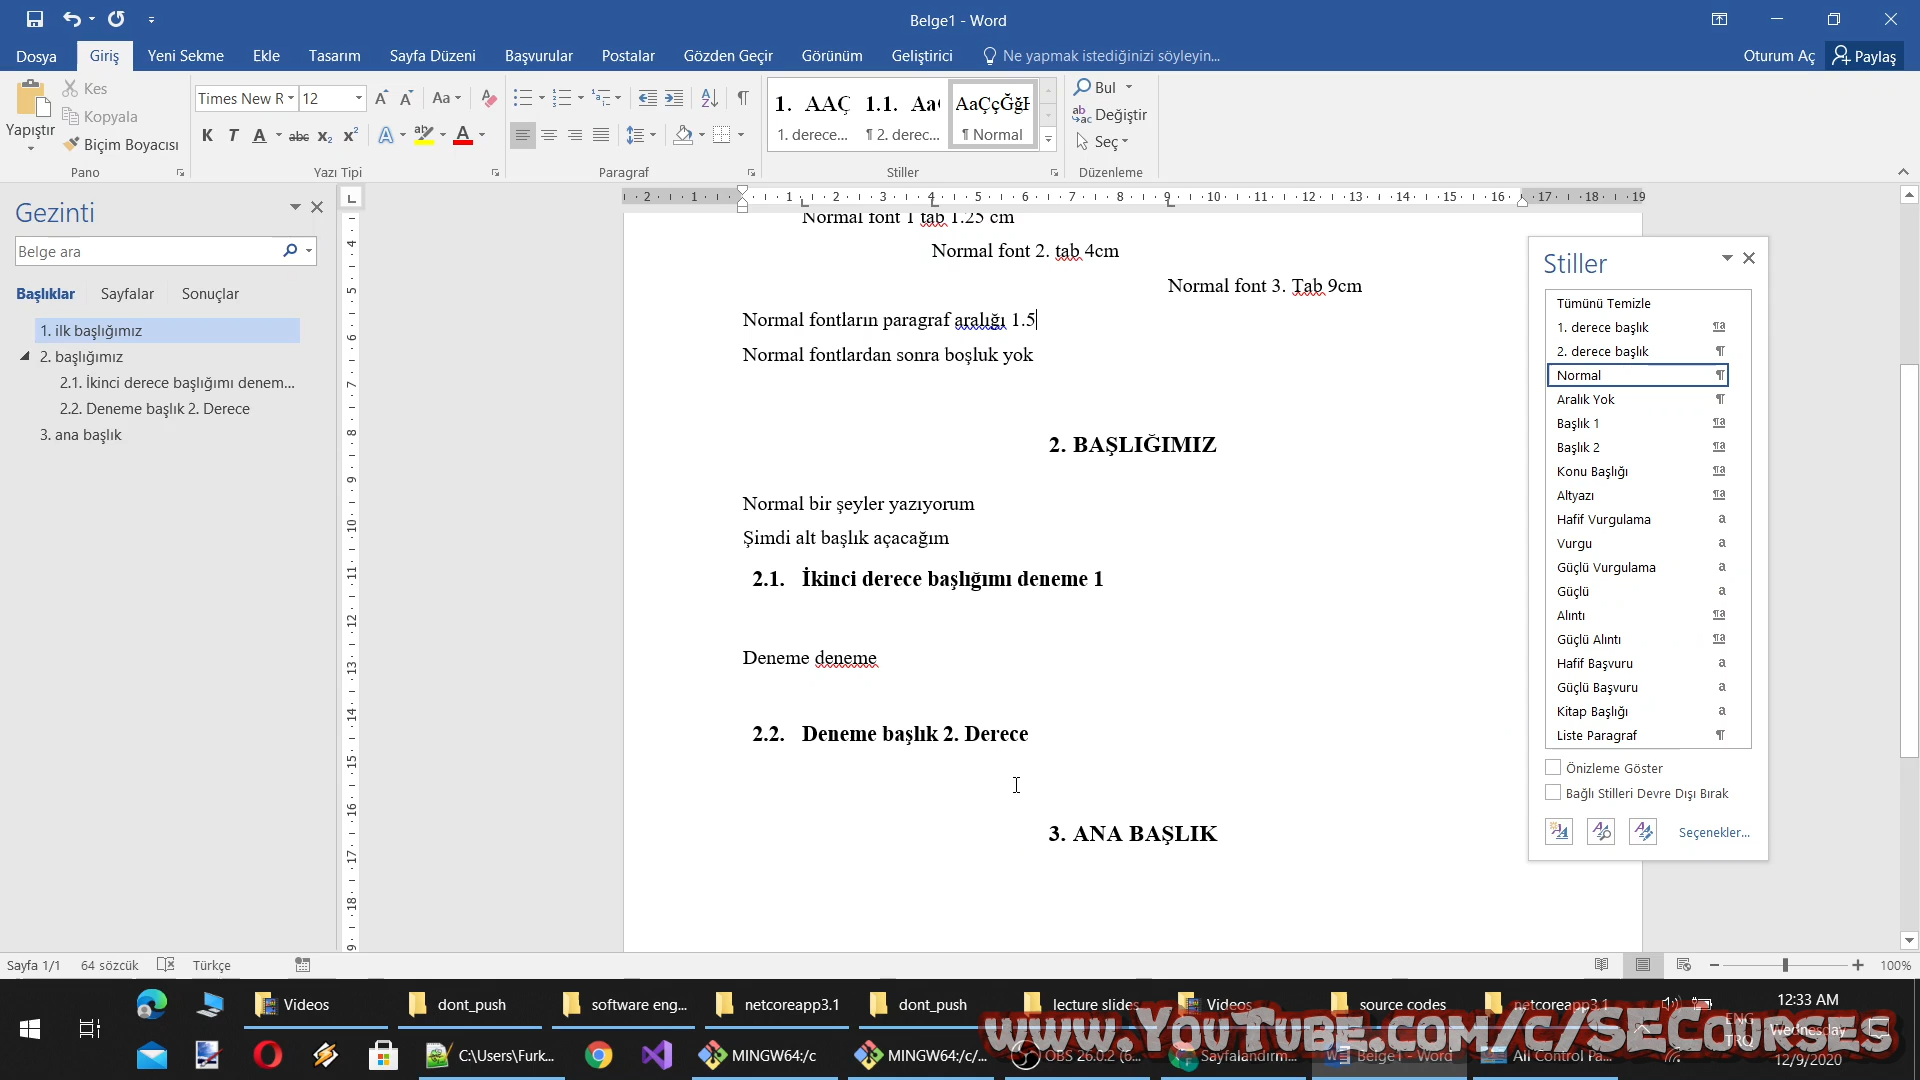 Belge1 - Word
Dosya Giriş Yeni Sekme Ekle Tasarım Sayfa Düzeni Başvurular Postalar Gözden Geçir Görünüm Geliştirici Ne yapmak istediğinizi söyleyin... Oturum Aç Paylaş
Yapıştır
Kes
Kopyala
Biçim Boyacısı
Pano
Times New R 12
Aa
K T A abc X₂ X²
Yazı Tipi
Paragraf
1. AAÇ 1.1. Aa AaÇçĞğH
1. derece... ¶ 2. derec... ¶ Normal
Stiller
Bul
Değiştir
Seç
Düzenleme
Gezinti
Belge ara
Başlıklar Sayfalar Sonuçlar
1. ilk başlığımız
2. başlığımız
2.1. İkinci derece başlığımı denem...
2.2. Deneme başlık 2. Derece
3. ana başlık
Normal font 1 tab 1.25 cm
Normal font 2. tab 4cm
Normal font 3. Tab 9cm
Normal fontların paragraf aralığı 1.5
Normal fontlardan sonra boşluk yok
2. BAŞLIĞIMIZ
Normal bir şeyler yazıyorum
Şimdi alt başlık açacağım
2.1. İkinci derece başlığımı deneme 1
Deneme deneme
2.2. Deneme başlık 2. Derece
3. ANA BAŞLIK
Stiller
Tümünü Temizle
1. derece başlık
2. derece başlık
Normal
Aralık Yok
Başlık 1
Başlık 2
Konu Başlığı
Altyazı
Hafif Vurgulama
Vurgu
Güçlü Vurgulama
Güçlü
Alıntı
Güçlü Alıntı
Hafif Başvuru
Güçlü Başvuru
Kitap Başlığı
Liste Paragraf
Önizleme Göster
Bağlı Stilleri Devre Dışı Bırak
Seçenekler...
Sayfa 1/1 64 sözcük Türkçe 100%
Videos dont_push software eng... netcoreapp3.1 dont_push lecture slides Videos source codes netcoreapp3.1
C:\Users\Furk... MINGW64:/c MINGW64:/c/... OBS 26.0.2 (6... Sayfalandırm... Belge1 - Word All Control Pa...
ENG
TRQ
12:33 AM
Wednesday
12/9/2020
www.YouTube.com/c/SECourses